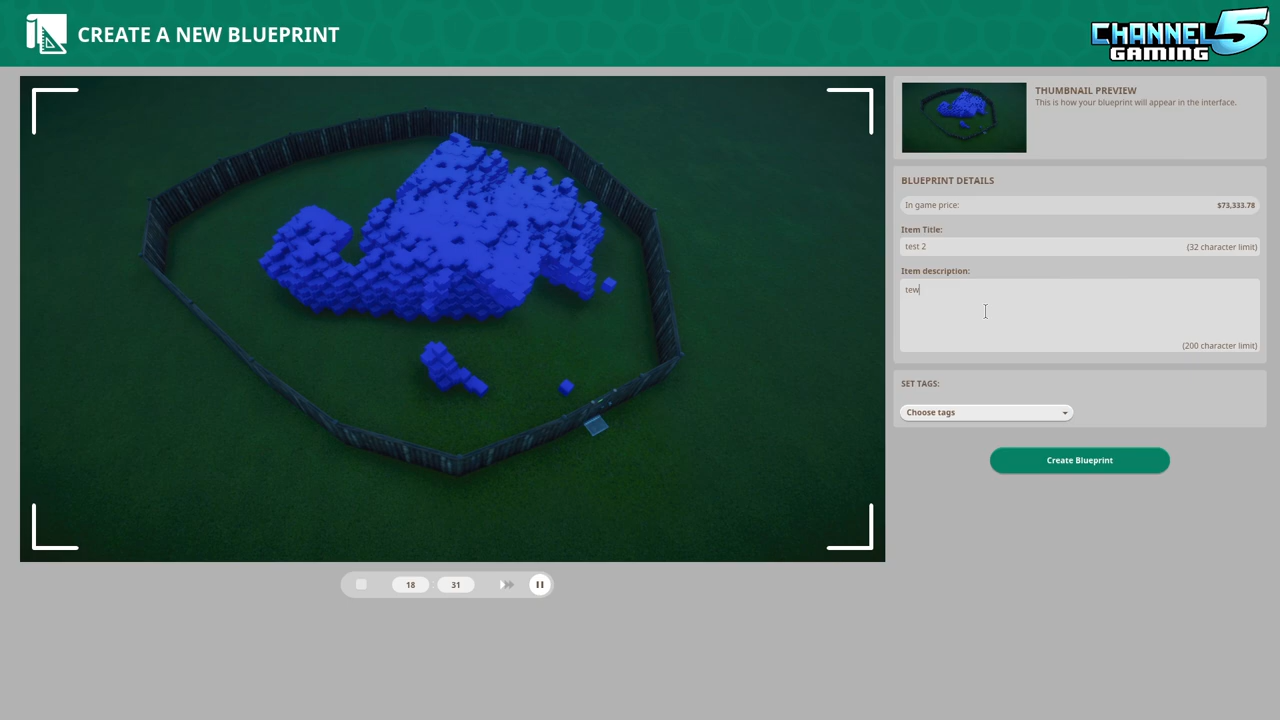 CREATE A NEW BLUEPRINT
CHANNEL 5
GAMING
THUMBNAIL PREVIEW
This is how your blueprint will appear in the interface.
BLUEPRINT DETAILS
In game price: $73,333.78
Item Title:
test 2 (32 character limit)
Item description:
tew
(200 character limit)
SET TAGS:
Choose tags
Create Blueprint
18 31